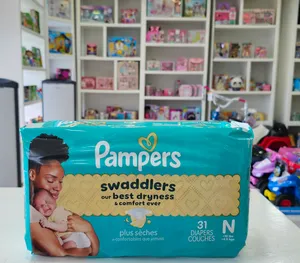 Pampers
swaddlers
our best dryness
& comfort ever
plus sèches
31
DIAPERS
COUCHES
N